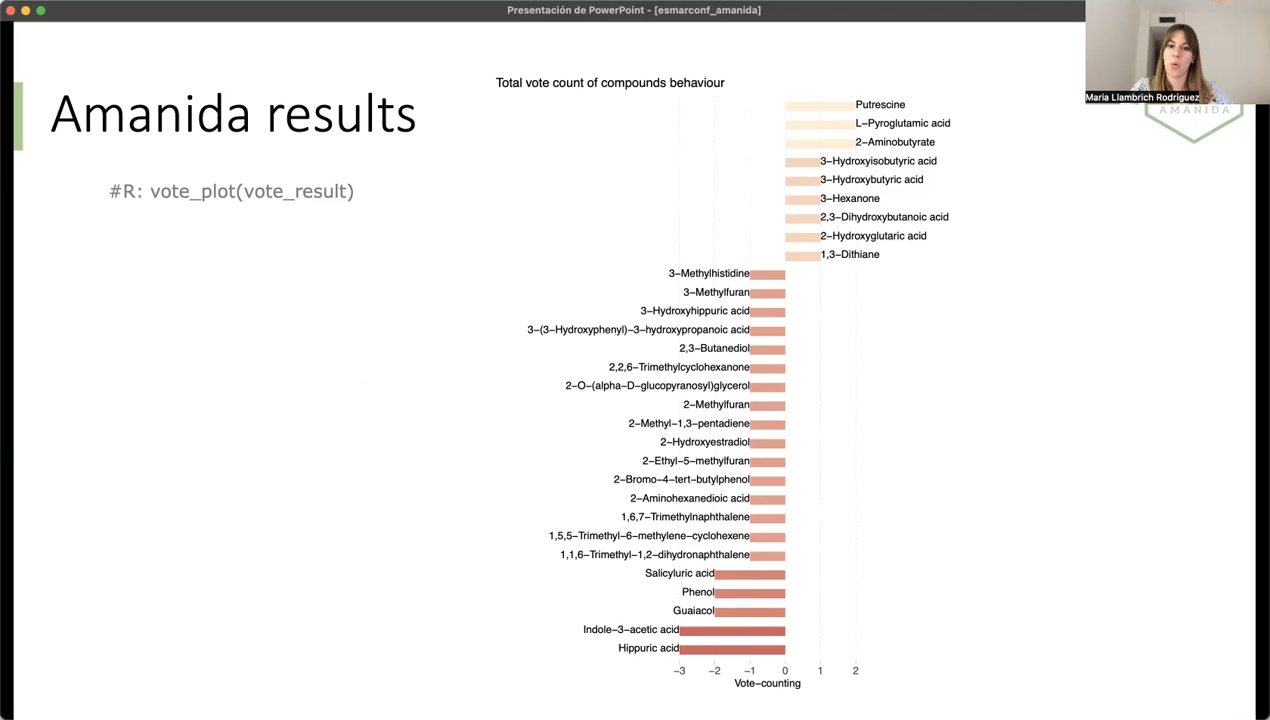 Presentación de PowerPoint - [esmarconf_amanida]
Maria Llambrich Rodriguez
AMANIDA
Amanida results
#R: vote_plot(vote_result)
Total vote count of compounds behaviour
Putrescine
L−Pyroglutamic acid
2−Aminobutyrate
3−Hydroxyisobutyric acid
3−Hydroxybutyric acid
3−Hexanone
2,3−Dihydroxybutanoic acid
2−Hydroxyglutaric acid
1,3−Dithiane
3−Methylhistidine
3−Methylfuran
3−Hydroxyhippuric acid
3−(3−Hydroxyphenyl)−3−hydroxypropanoic acid
2,3−Butanediol
2,2,6−Trimethylcyclohexanone
2−O−(alpha−D−glucopyranosyl)glycerol
2−Methylfuran
2−Methyl−1,3−pentadiene
2−Hydroxyestradiol
2−Ethyl−5−methylfuran
2−Bromo−4−tert−butylphenol
2−Aminohexanedioic acid
1,6,7−Trimethylnaphthalene
1,5,5−Trimethyl−6−methylene−cyclohexene
1,1,6−Trimethyl−1,2−dihydronaphthalene
Salicyluric acid
Phenol
Guaiacol
Indole−3−acetic acid
Hippuric acid
−3 −2 −1 0 1 2
Vote−counting